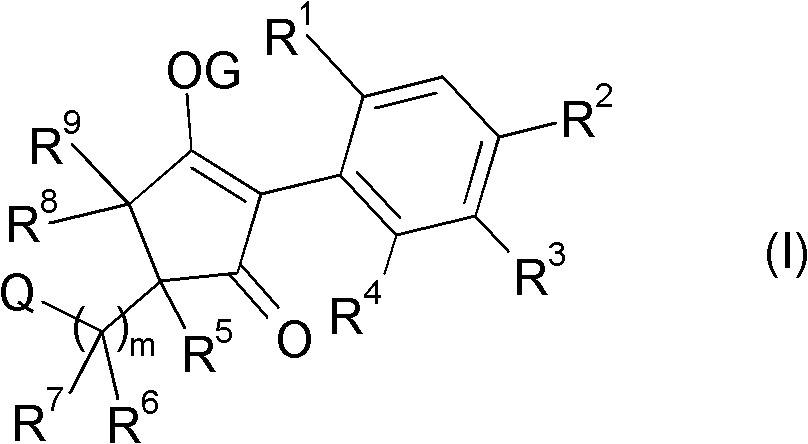 R¹
OG
R²
R⁹
R⁸
R³
(I)
Q
R⁴
( )m
R⁵
O
R⁷
R⁶